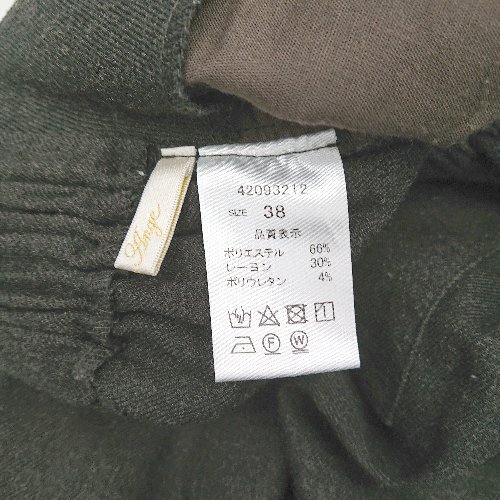 Ange
42093212
SIZE 38
品質表示
ポリエステル 66%
レーヨン 30%
ポリウレタン 4%
F W